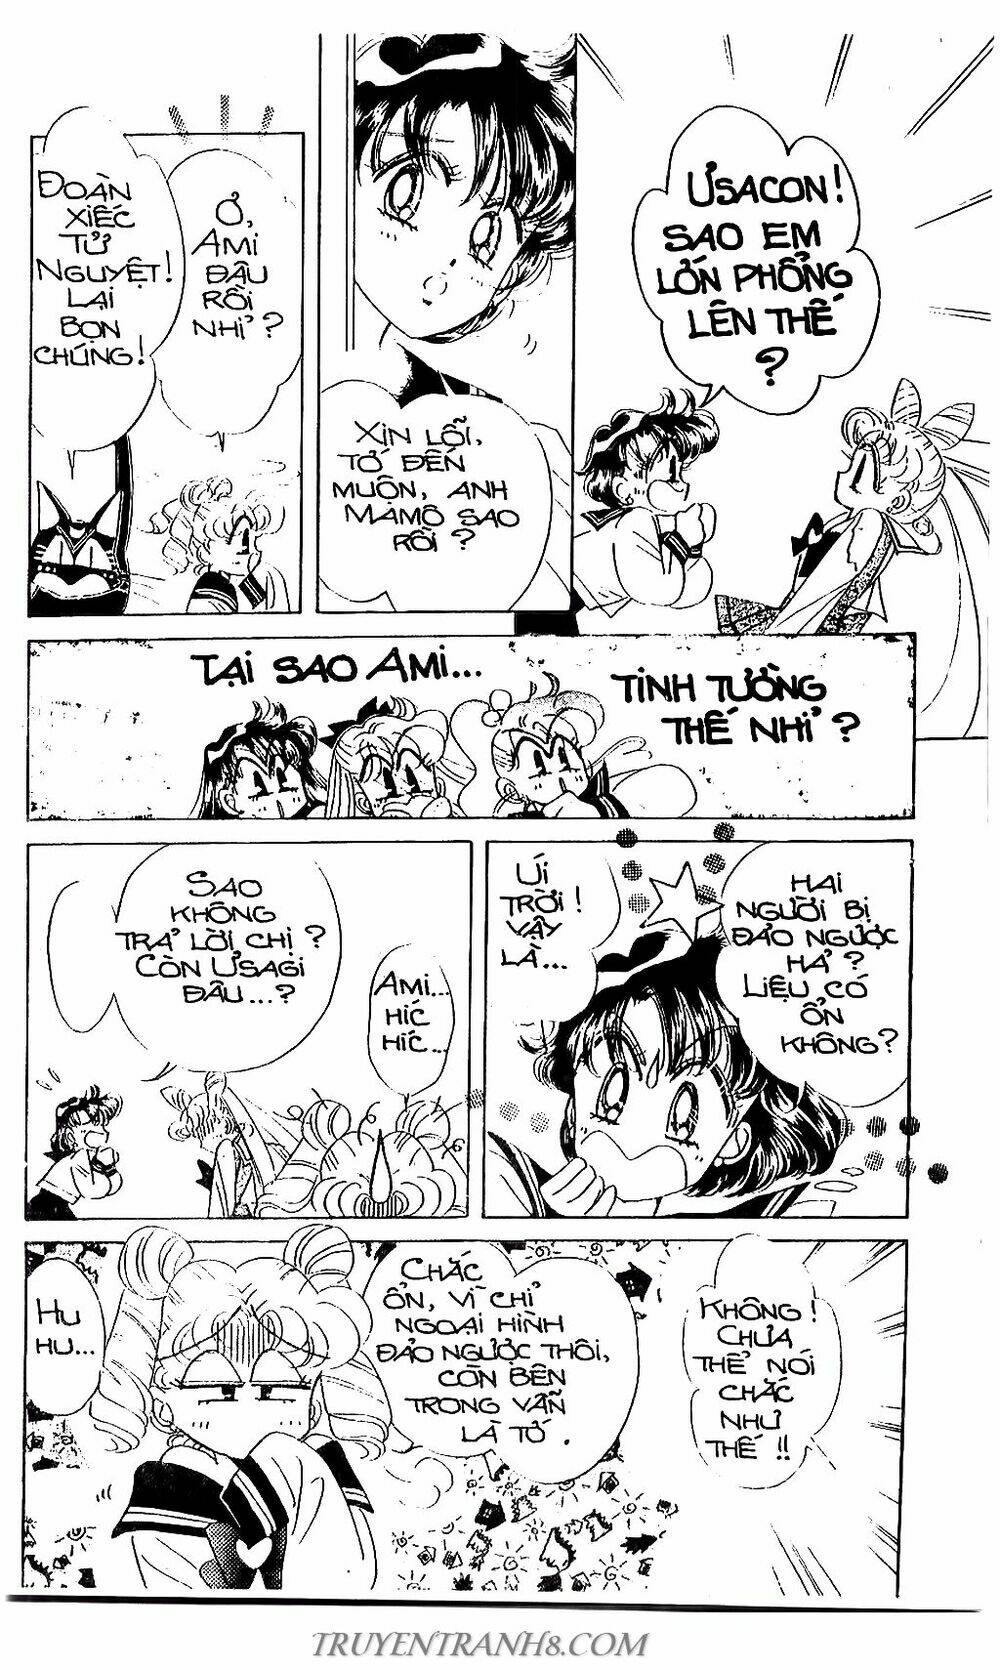 ƯSACON!
SAO EM
LỚN PHỔNG
LÊN THẾ
?
XIN LỖI,
TỚ ĐẾN
MUỘN, ANH
MAMÔ SAO
RỒI ?
Ơ,
AMI
ĐÂU
RỒI
NHỈ ?
ĐOÀN
XIẾC
TỬ
NGUYỆT!
LẠI
BỌN
CHÚNG!
TẠI SAO AMI...
TINH TƯỜNG
THẾ NHỈ ?
HAI
NGƯỜI BỊ
ĐẢO NGƯỢC
HẢ ?
LIỆU CÓ
ỔN
KHÔNG?
ÚI
TRỜI !
VẬY
LÀ...
AMI...
HÍC
HÍC...
SAO
KHÔNG
TRẢ LỜI CHỊ ?
CÒN ƯSAGI
ĐÂU...?
KHÔNG !
CHƯA
THỂ NÓI
CHẮC
NHƯ
THẾ !!
CHẮC
ỔN, VÌ CHỈ
NGOẠI HÌNH
ĐẢO NGƯỢC THÔI,
CÒN BÊN
TRONG VẪN
LÀ TỚ .
HU
HU...
TRUYENTRANH8.COM